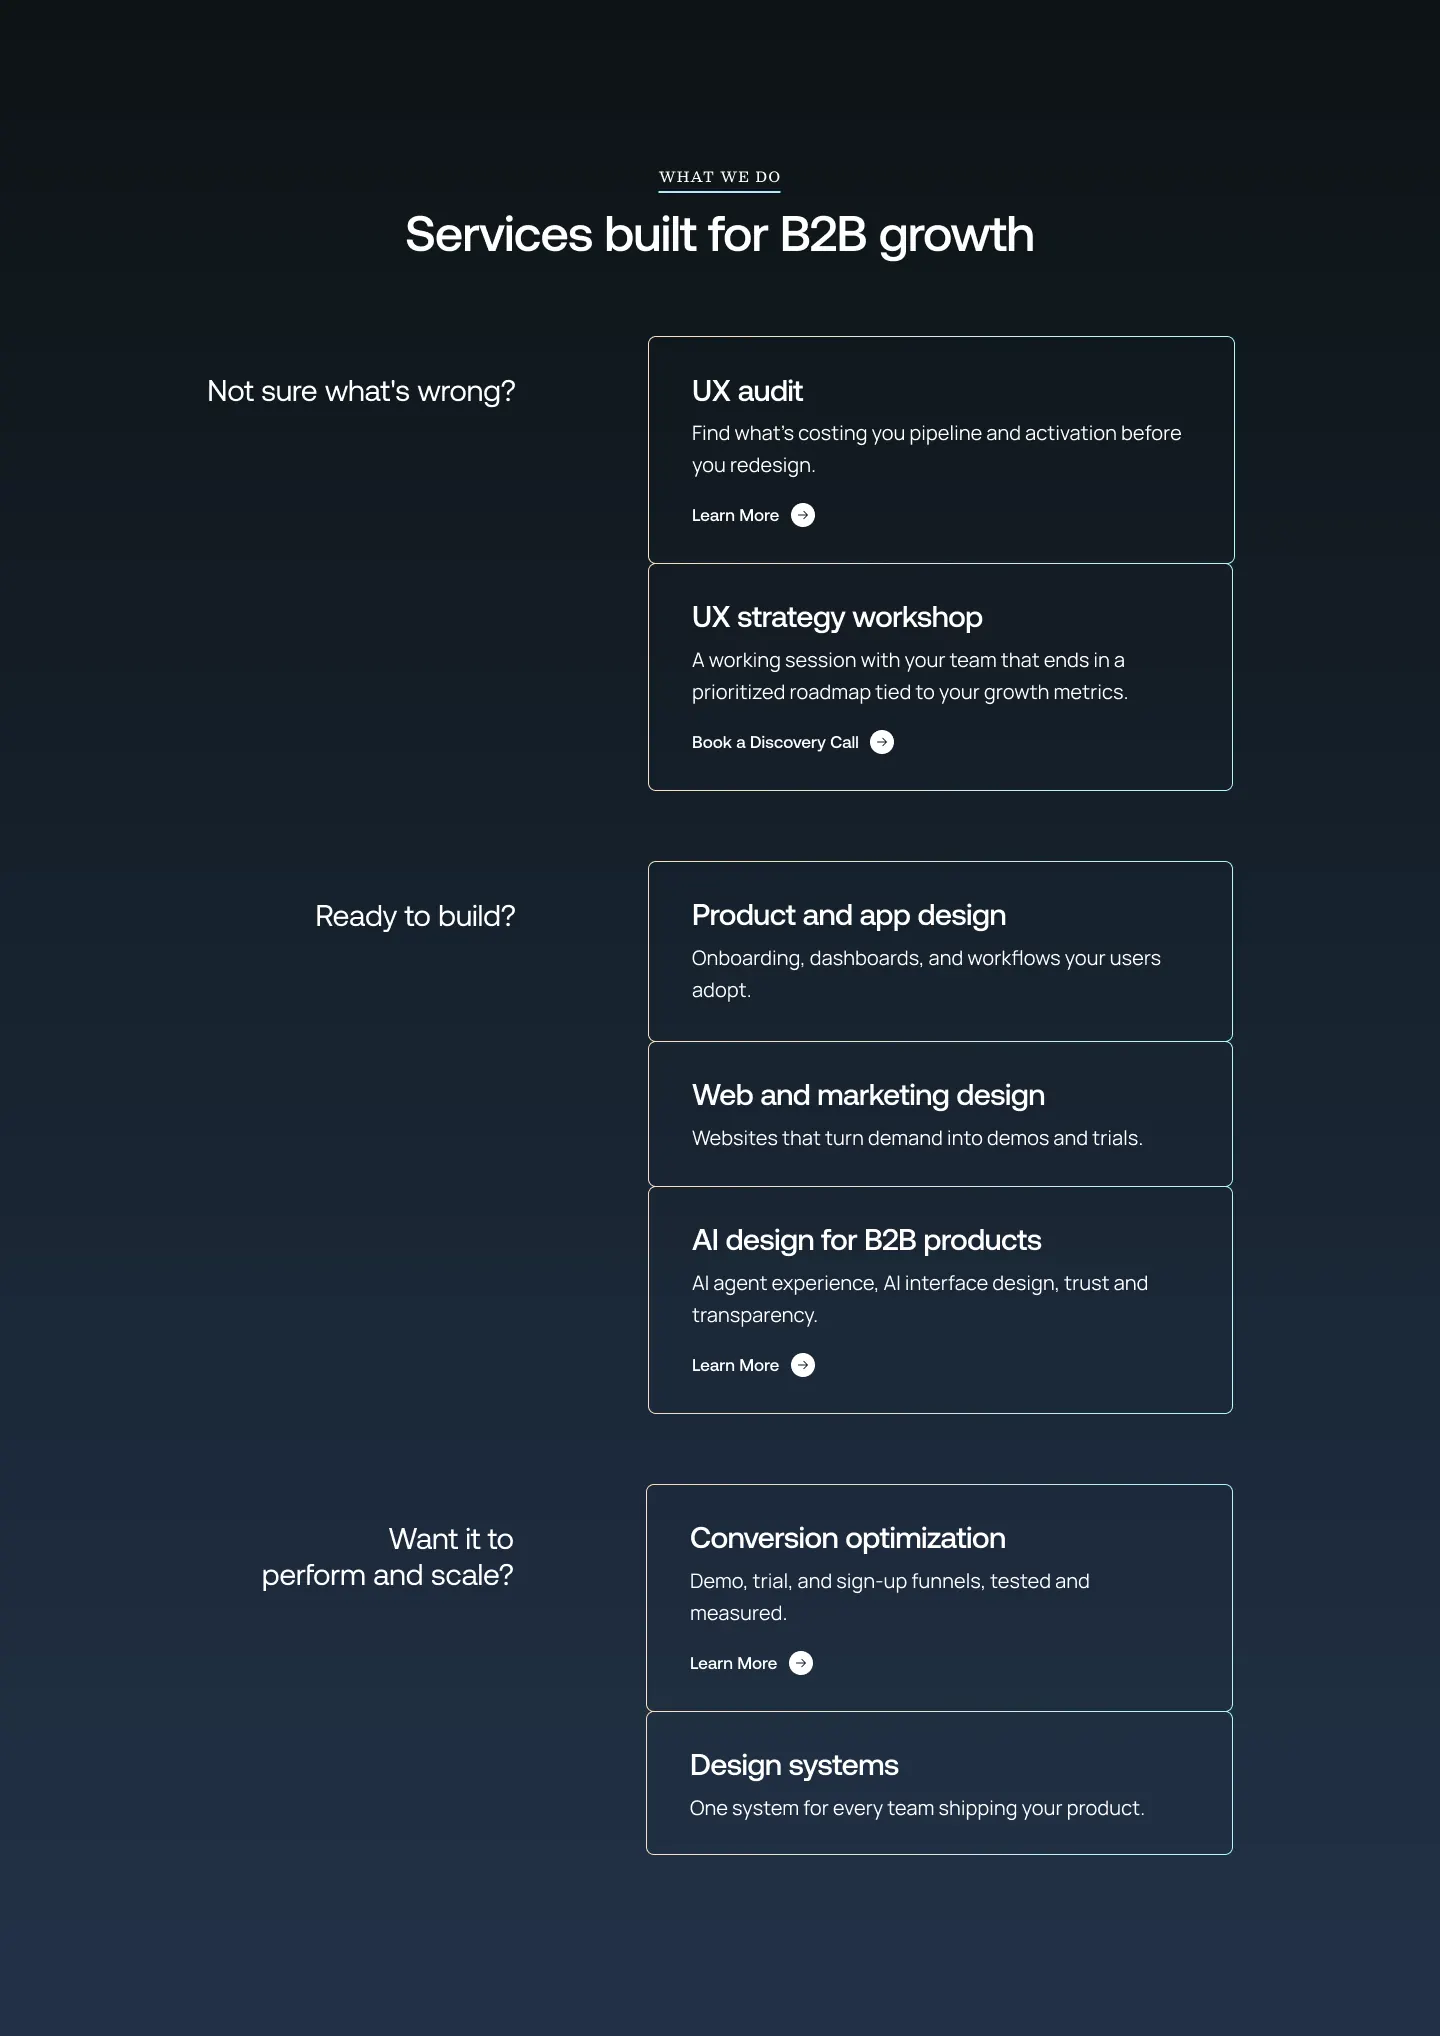 WHAT WE DO
Services built for B2B growth
Not sure what's wrong?
UX audit
Find what's costing you pipeline and activation before
you redesign.
Learn More
UX strategy workshop
A working session with your team that ends in a
prioritized roadmap tied to your growth metrics.
Book a Discovery Call
Ready to build?
Product and app design
Onboarding, dashboards, and workflows your users
adopt.
Web and marketing design
Websites that turn demand into demos and trials.
AI design for B2B products
AI agent experience, AI interface design, trust and
transparency.
Learn More
Want it to
perform and scale?
Conversion optimization
Demo, trial, and sign-up funnels, tested and
measured.
Learn More
Design systems
One system for every team shipping your product.